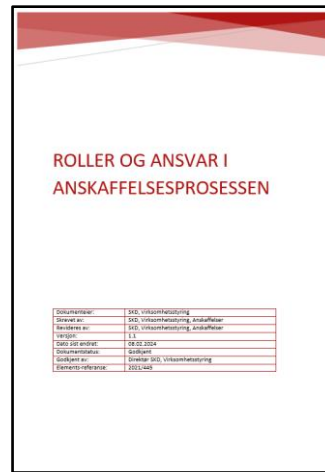 ROLLER OG ANSVAR I
ANSKAFFELSESPROSESSEN
Dokumenteier: SKD, Virksomhetsstyring
Skrevet av: SKD, Virksomhetsstyring, Anskaffelser
Revideres av: SKD, Virksomhetsstyring, Anskaffelser
Versjon: 1.1
Dato sist endret: 08.02.2024
Dokumentstatus: Godkjent
Godkjent av: Direktør SKD, Virksomhetsstyring
Elements-referanse: 2021/449